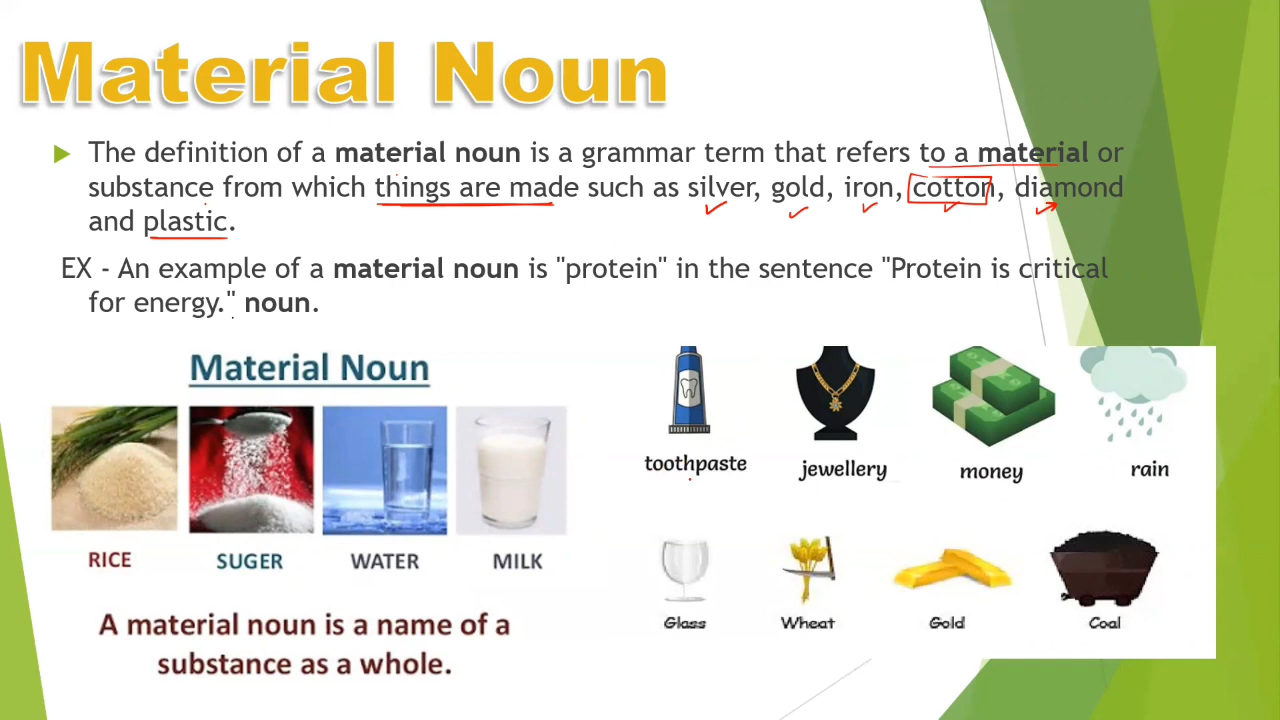 Material Noun
The definition of a material noun is a grammar term that refers to a material or
substance from which things are made such as silver, gold, iron, cotton, diamond
and plastic.
EX - An example of a material noun is "protein" in the sentence "Protein is critical
for energy." noun.
Material Noun
RICE SUGER WATER MILK
A material noun is a name of a
substance as a whole.
toothpaste jewellery money rain
Glass Wheat Gold Coal